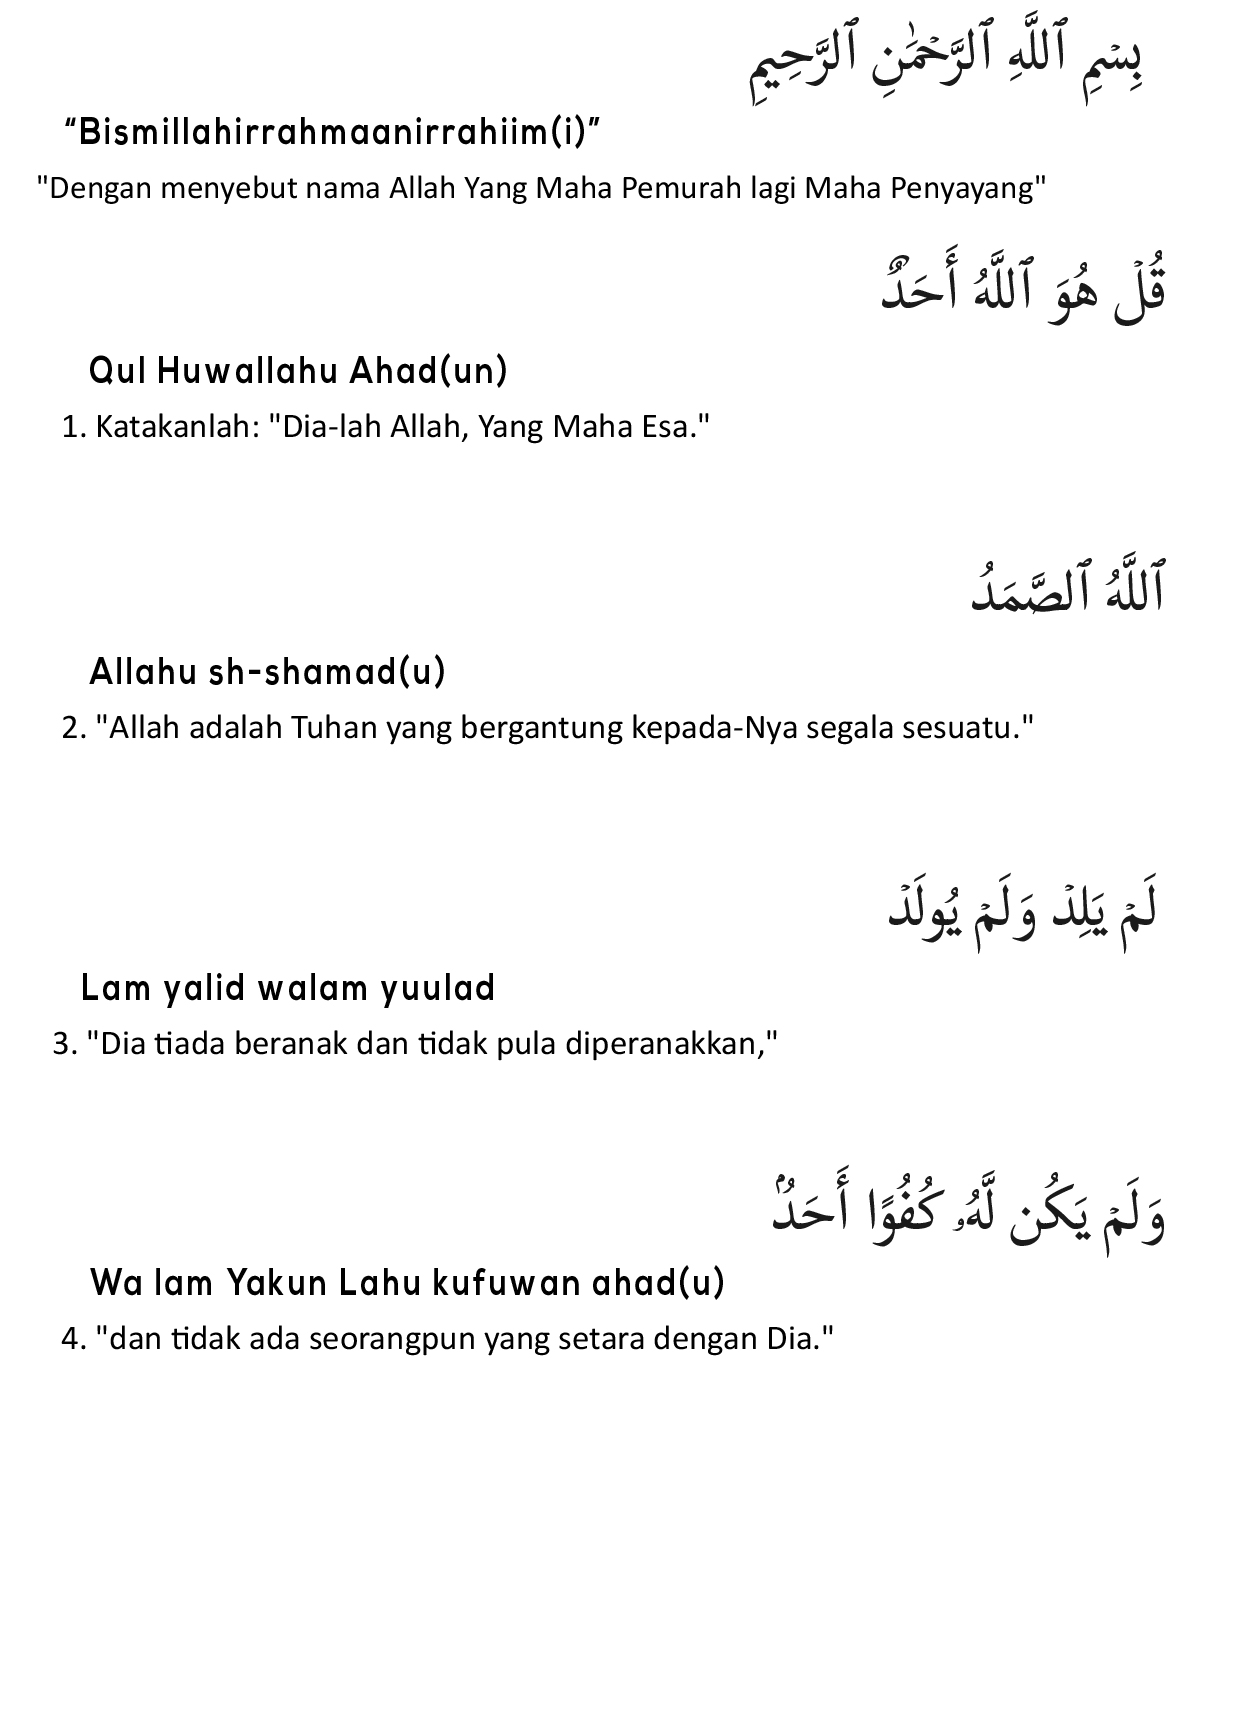 بِسْمِ ٱللَّهِ ٱلرَّحْمَٰنِ ٱلرَّحِيمِ
“Bismillahirrahmaanirrahiim(i)”
"Dengan menyebut nama Allah Yang Maha Pemurah lagi Maha Penyayang"
قُلْ هُوَ ٱللَّهُ أَحَدٌ
Qul Huwallahu Ahad(un)
1. Katakanlah: "Dia-lah Allah, Yang Maha Esa."
ٱللَّهُ ٱلصَّمَدُ
Allahu sh-shamad(u)
2. "Allah adalah Tuhan yang bergantung kepada-Nya segala sesuatu."
لَمْ يَلِدْ وَلَمْ يُولَدْ
Lam yalid walam yuulad
3. "Dia tiada beranak dan tidak pula diperanakkan,"
وَلَمْ يَكُن لَّهُۥ كُفُوًا أَحَدٌۢ
Wa lam Yakun Lahu kufuwan ahad(u)
4. "dan tidak ada seorangpun yang setara dengan Dia."